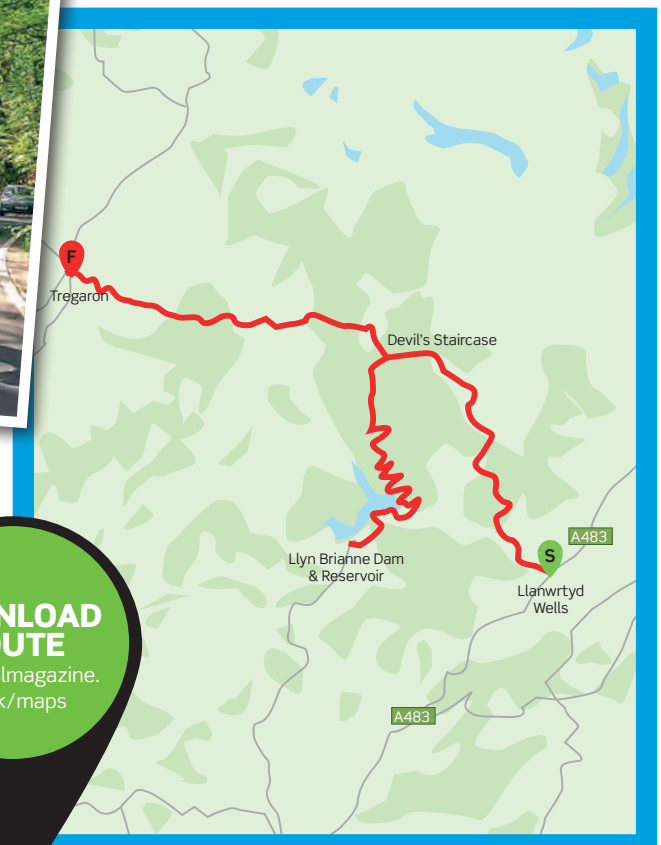 F
Tregaron
Devil's Staircase
A483
S
Llyn Brianne Dam
& Reservoir
Llanwrtyd
Wells
A483
NLOAD
UTE
lmagazine.
k/maps